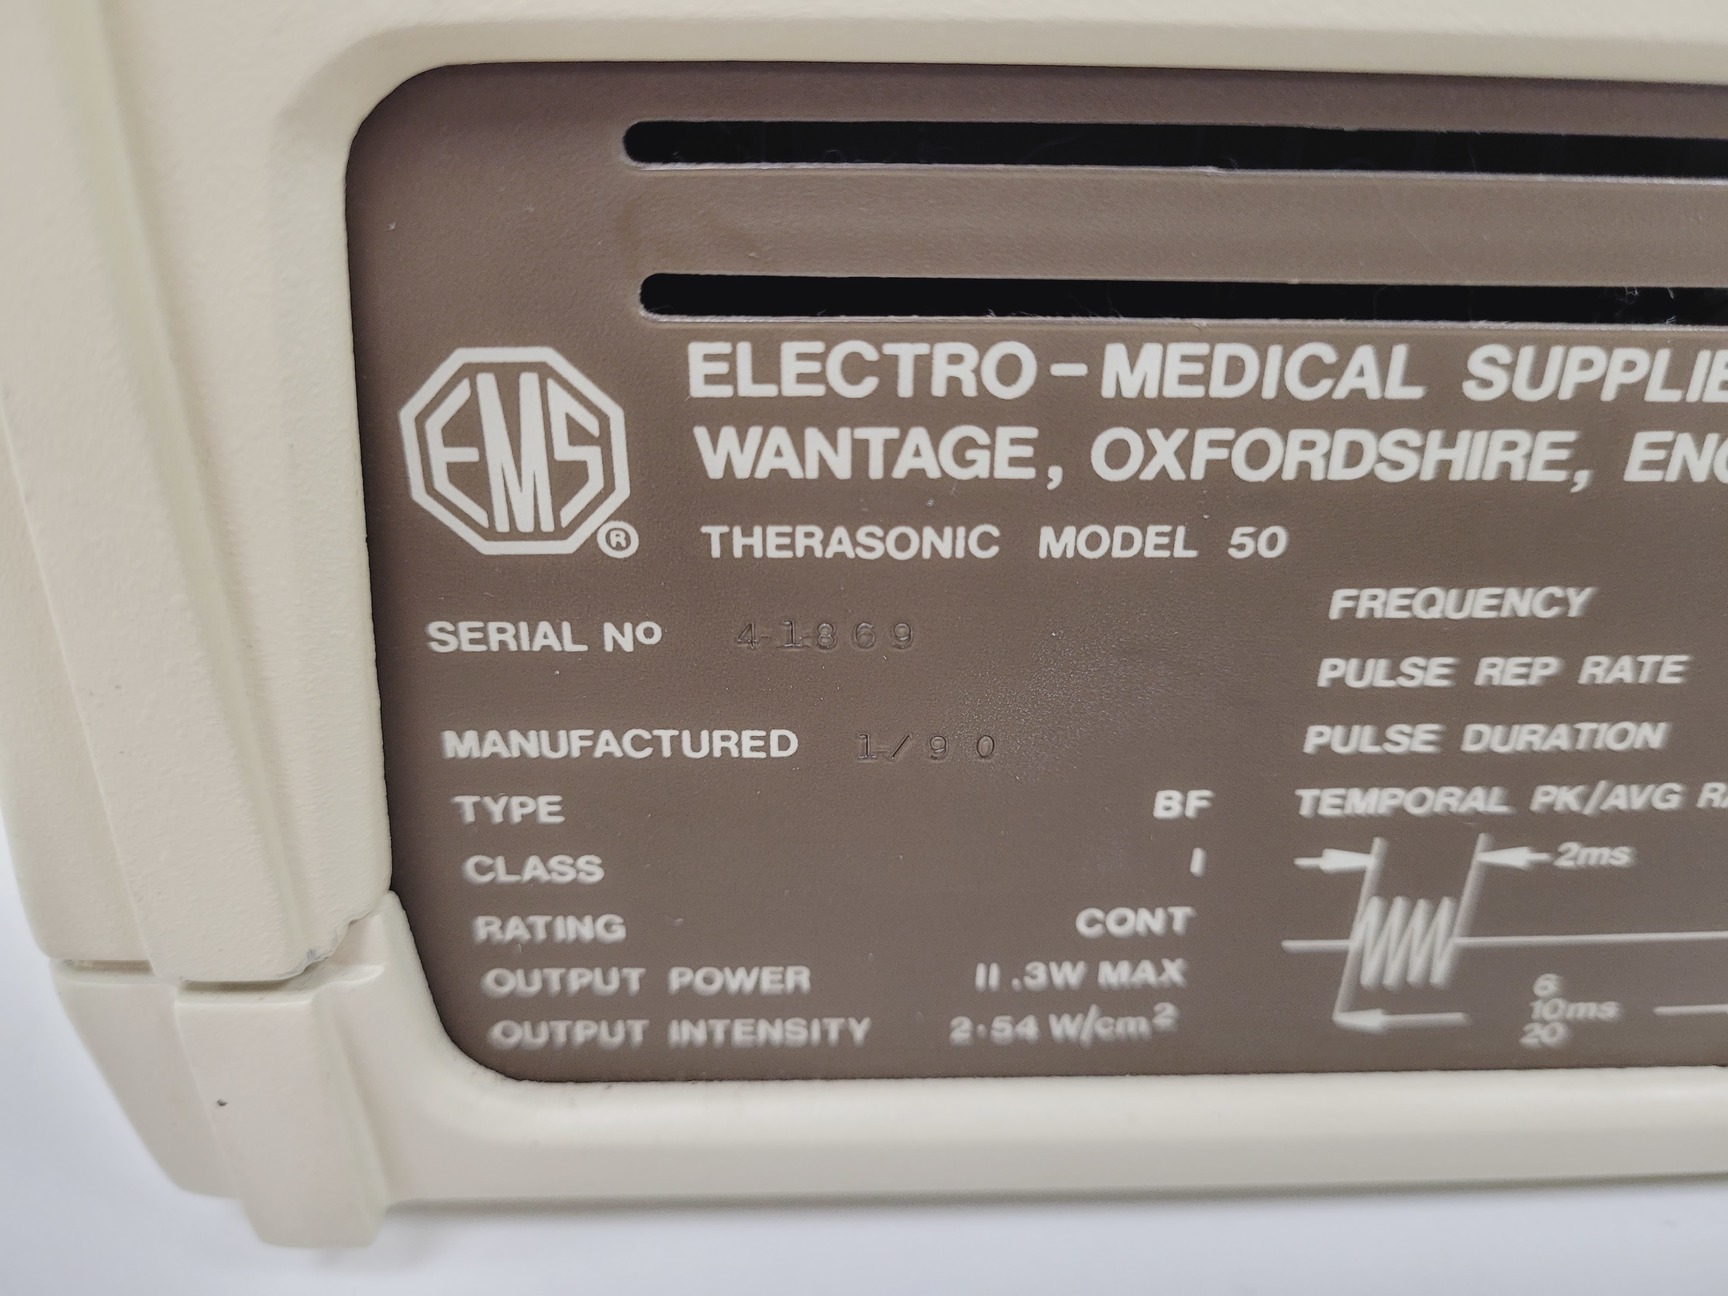 EMS
®
ELECTRO-MEDICAL SUPPLIE
WANTAGE, OXFORDSHIRE, ENG
THERASONIC MODEL 50
SERIAL Nº 41869
MANUFACTURED 1/90
TYPE BF
CLASS I
RATING CONT
OUTPUT POWER 11.3W MAX
OUTPUT INTENSITY 2·54 W/cm²
FREQUENCY
PULSE REP RATE
PULSE DURATION
TEMPORAL PK/AVG RA
2ms
6
10ms
20